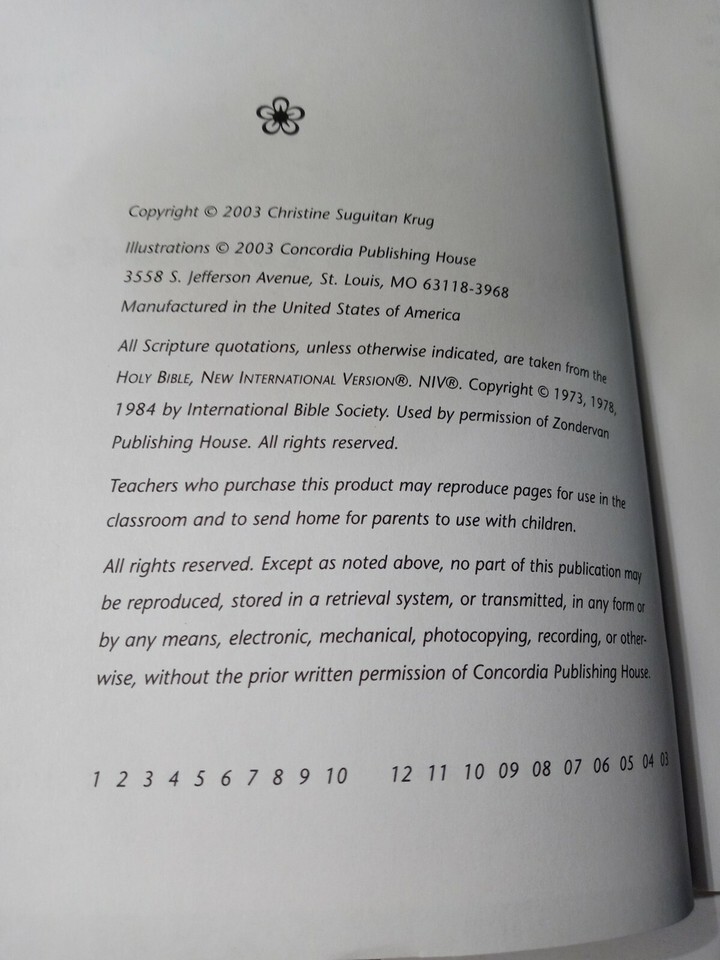 Copyright © 2003 Christine Suguitan Krug
Illustrations © 2003 Concordia Publishing House
3558 S. Jefferson Avenue, St. Louis, MO 63118-3968
Manufactured in the United States of America
All Scripture quotations, unless otherwise indicated, are taken from the
HOLY BIBLE, NEW INTERNATIONAL VERSION®. NIV®. Copyright © 1973, 1978,
1984 by International Bible Society. Used by permission of Zondervan
Publishing House. All rights reserved.
Teachers who purchase this product may reproduce pages for use in the
classroom and to send home for parents to use with children.
All rights reserved. Except as noted above, no part of this publication may
be reproduced, stored in a retrieval system, or transmitted, in any form or
by any means, electronic, mechanical, photocopying, recording, or other-
wise, without the prior written permission of Concordia Publishing House.
1 2 3 4 5 6 7 8 9 10 12 11 10 09 08 07 06 05 04 03